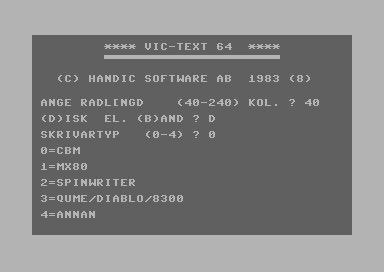 **** VIC-TEXT 64  ****
(C) HANDIC SOFTWARE AB  1983 (8)
ANGE RADLENGD    (40-240) KOL. ? 40
(D)ISK  EL. (B)AND ? D
SKRIVARTYP   (0-4) ? 0
0=CBM
1=MX80
2=SPINWRITER
3=QUME/DIABLO/8300
4=ANNAN